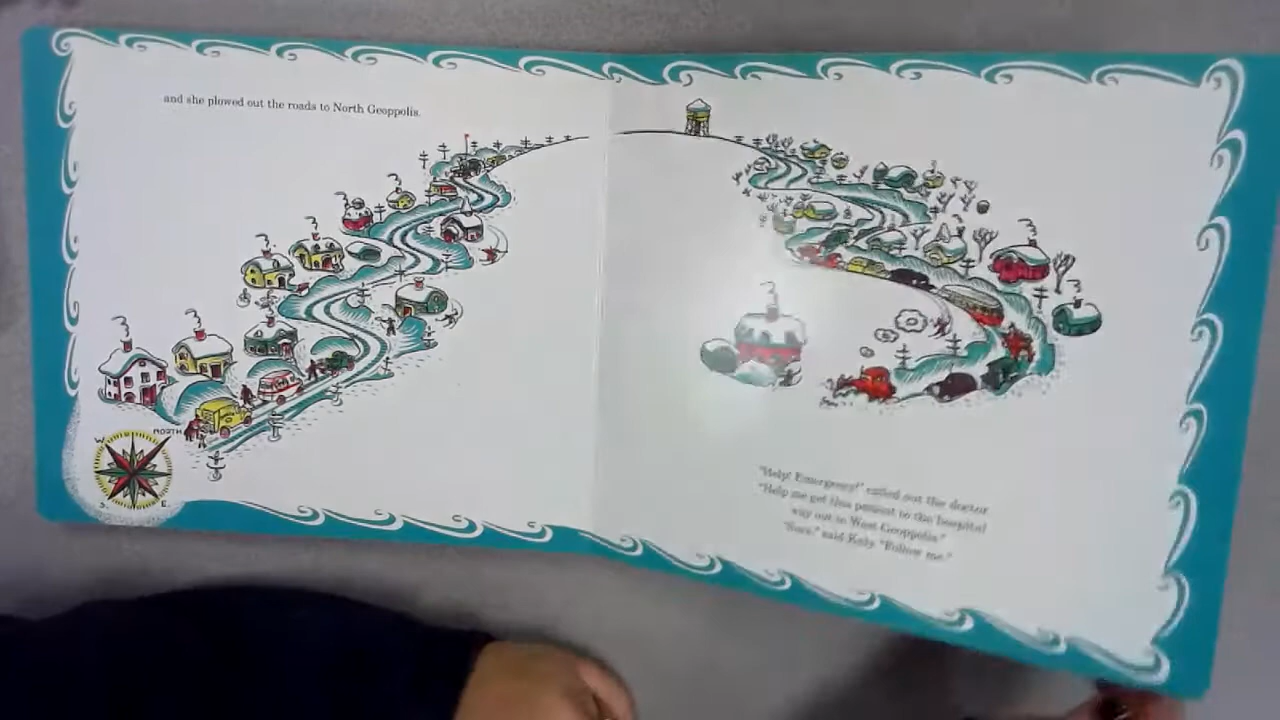 and she plowed out the roads to North Geoppolis.
NORTH
W
S.
E.
"Help! Emergency!" called out the doctor
"Help me get this patient to the hospital
way out in West Geoppolis."
"Sure," said Katy. "Follow me."